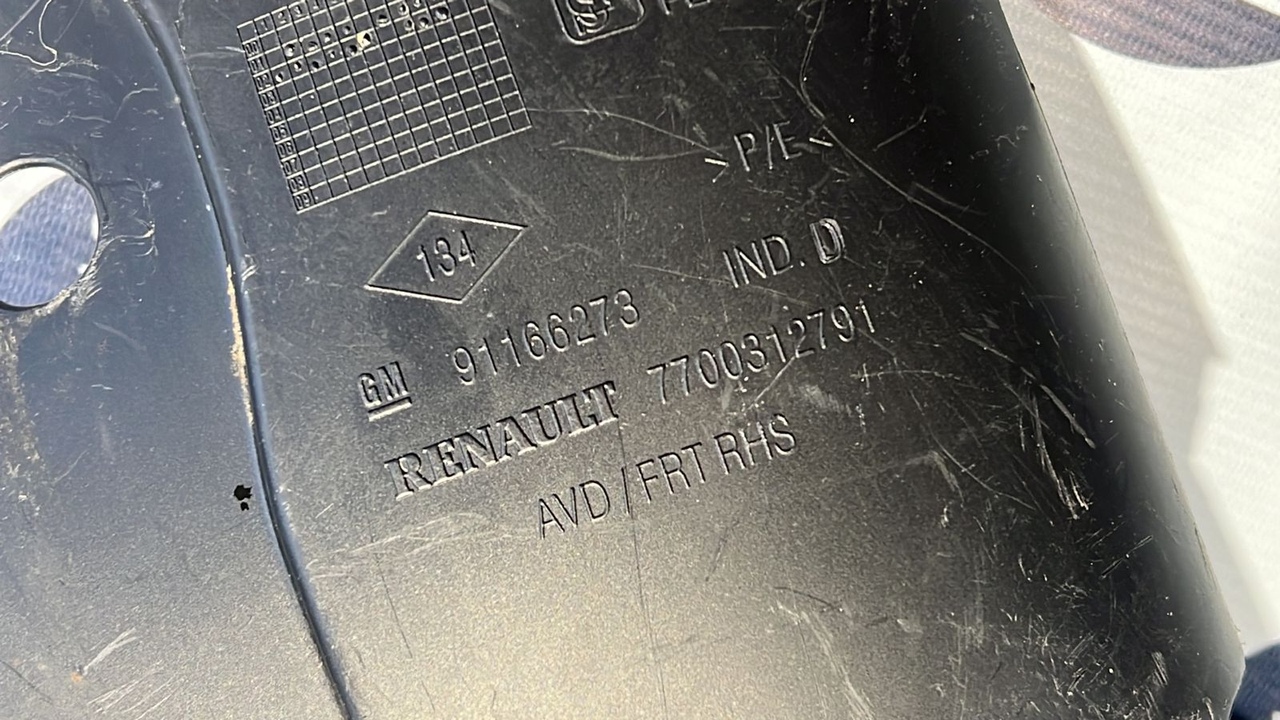 >P/E<
134
IND. D
GM 91166273
RENAULT 7700312791
AVD/FRT RHS